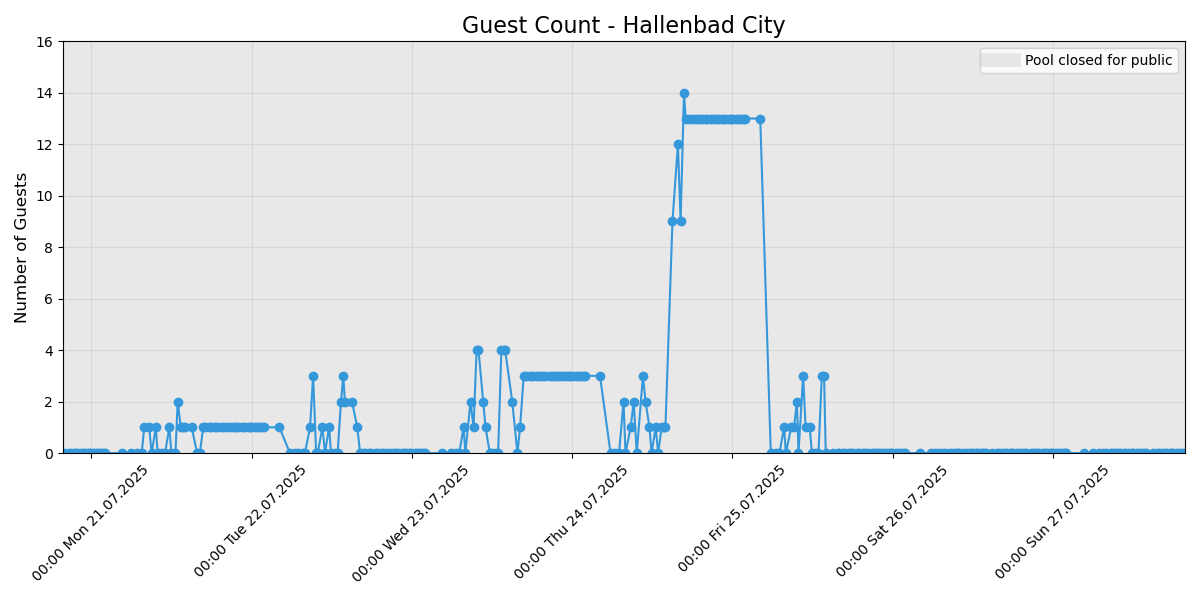 Guest Count - Hallenbad City
Pool closed for public
Number of Guests
16
14
12
10
8
6
4
2
0
00:00 Mon 21.07.2025
00:00 Tue 22.07.2025
00:00 Wed 23.07.2025
00:00 Thu 24.07.2025
00:00 Fri 25.07.2025
00:00 Sat 26.07.2025
00:00 Sun 27.07.2025